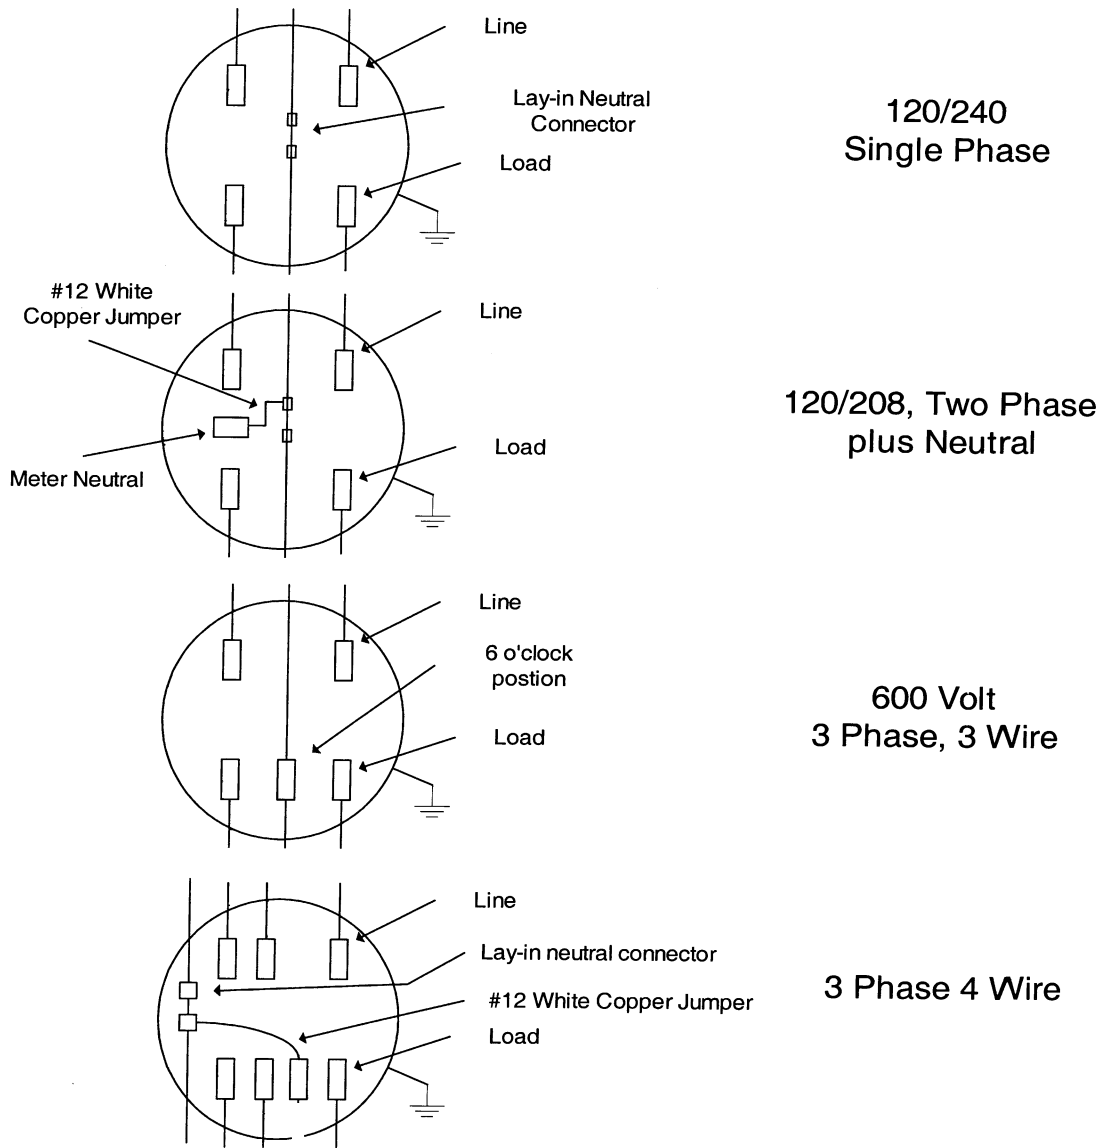 Line
Lay-in Neutral
Connector
Load
120/240
Single Phase
#12 White
Copper Jumper
Line
Load
Meter Neutral
120/208, Two Phase
plus Neutral
Line
6 o'clock
postion
Load
600 Volt
3 Phase, 3 Wire
Line
Lay-in neutral connector
#12 White Copper Jumper
Load
3 Phase 4 Wire